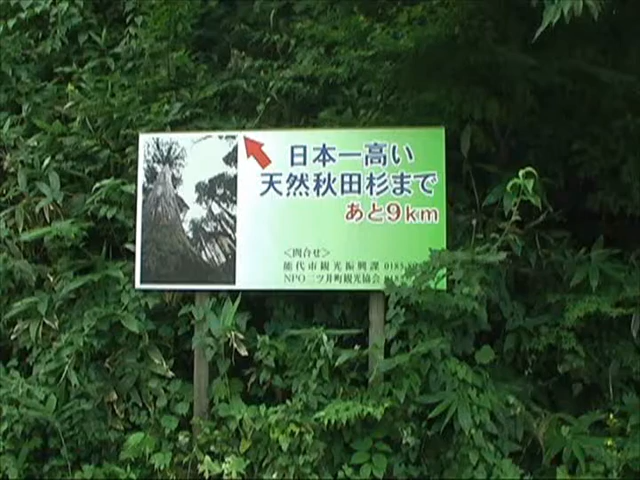 日本一高い
天然秋田杉まで
あと9km
<問合せ>
能代市観光振興課 0185-
NPO二ツ井町観光協会 0185-